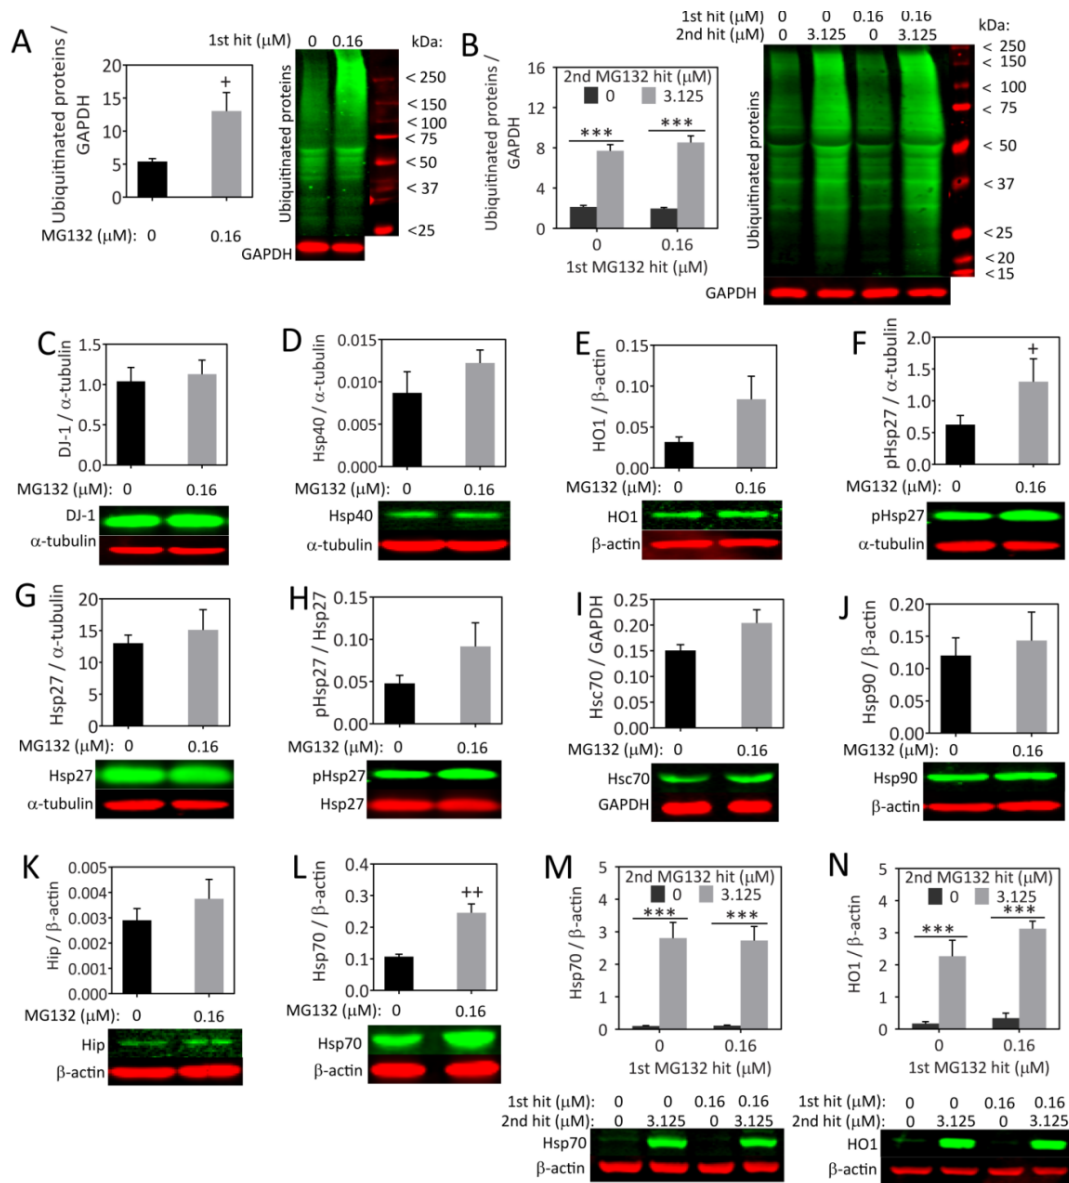 A
Ubiquitinated proteins /
GAPDH
20
15
10
5
0
+
MG132 (μM): 0 0.16
1st hit (μM) 0 0.16 kDa:
Ubiquitinated proteins
< 250
< 150
< 100
< 75
< 50
< 37
< 25
GAPDH
B
Ubiquitinated proteins /
GAPDH
16
12
8
4
0
2nd MG132 hit (μM)
0 3.125
*** ***
0 0.16
1st MG132 hit (μM)
1st hit (μM) 0 0 0.16 0.16
2nd hit (μM) 0 3.125 0 3.125
kDa:
Ubiquitinated proteins
< 250
< 150
< 100
< 75
< 50
< 37
< 25
< 20
< 15
GAPDH
C
DJ-1 / α-tubulin
1.5
1.0
0.5
0.0
MG132 (μM): 0 0.16
DJ-1
α-tubulin
D
Hsp40 / α-tubulin
0.015
0.010
0.005
0.000
MG132 (μM): 0 0.16
Hsp40
α-tubulin
E
HO1 / β-actin
0.15
0.10
0.05
0.00
MG132 (μM): 0 0.16
HO1
β-actin
F
pHsp27 / α-tubulin
2.0
1.5
1.0
0.5
0.0
+
MG132 (μM): 0 0.16
pHsp27
α-tubulin
G
Hsp27 / α-tubulin
20
15
10
5
0
MG132 (μM): 0 0.16
Hsp27
α-tubulin
H
pHsp27 / Hsp27
0.15
0.10
0.05
0.00
MG132 (μM): 0 0.16
pHsp27
Hsp27
I
Hsc70 / GAPDH
0.25
0.20
0.15
0.10
0.05
0.00
MG132 (μM): 0 0.16
Hsc70
GAPDH
J
Hsp90 / β-actin
0.20
0.15
0.10
0.05
0.00
MG132 (μM): 0 0.16
Hsp90
β-actin
K
Hip / β-actin
0.005
0.004
0.003
0.002
0.001
0.000
MG132 (μM): 0 0.16
Hip
β-actin
L
Hsp70 / β-actin
0.4
0.3
0.2
0.1
0.0
++
MG132 (μM): 0 0.16
Hsp70
β-actin
M
Hsp70 / β-actin
5
4
3
2
1
0
2nd MG132 hit (μM)
0 3.125
*** ***
0 0.16
1st MG132 hit (μM)
1st hit (μM): 0 0 0.16 0.16
2nd hit (μM): 0 3.125 0 3.125
Hsp70
β-actin
N
HO1 / β-actin
5
4
3
2
1
0
2nd MG132 hit (μM)
0 3.125
*** ***
0 0.16
1st MG132 hit (μM)
1st hit (μM): 0 0 0.16 0.16
2nd hit (μM): 0 3.125 0 3.125
HO1
β-actin